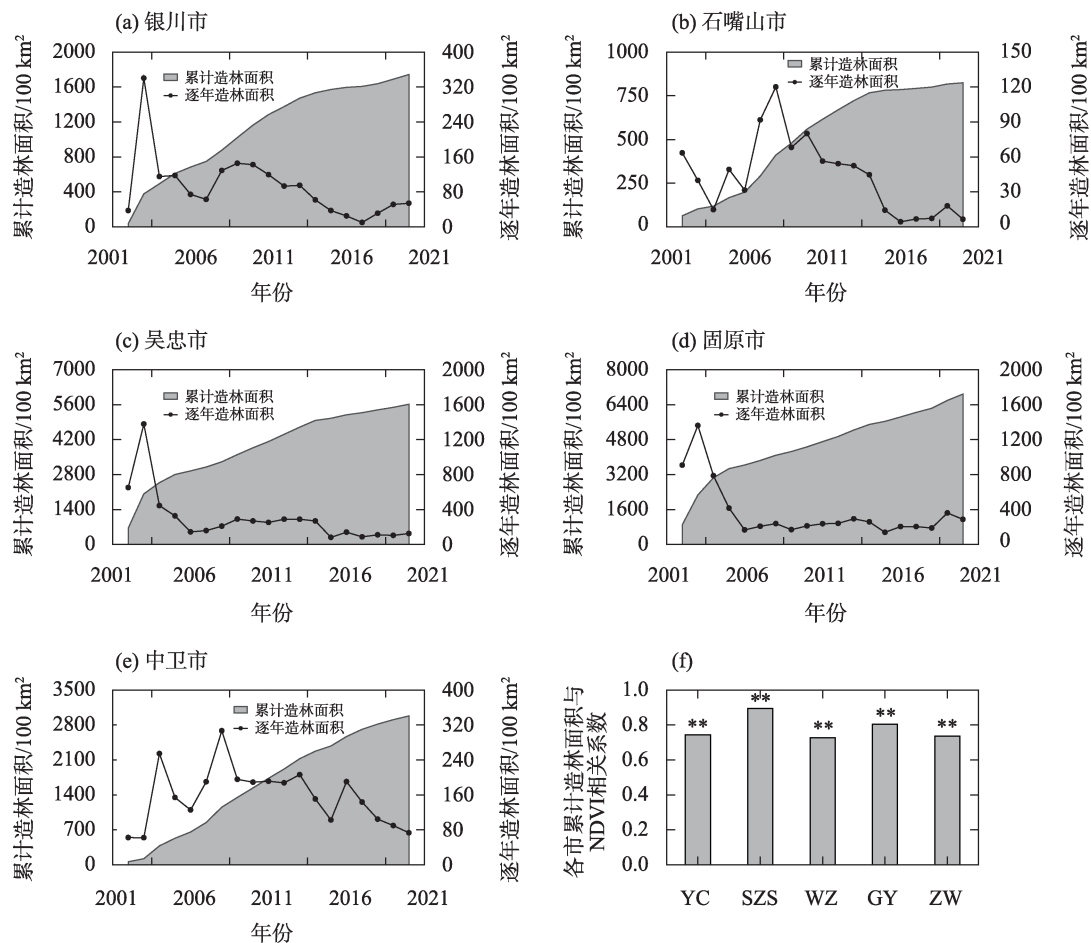 (a) 银川市
累计造林面积/100 km²
2000
1600
1200
800
400
0
累计造林面积
逐年造林面积
400
320
240
160
80
0
逐年造林面积/100 km²
2001 2006 2011 2016 2021
年份
(b) 石嘴山市
累计造林面积/100 km²
1000
750
500
250
0
累计造林面积
逐年造林面积
150
120
90
60
30
0
逐年造林面积/100 km²
2001 2006 2011 2016 2021
年份
(c) 吴忠市
累计造林面积/100 km²
7000
5600
4200
2800
1400
0
累计造林面积
逐年造林面积
2000
1600
1200
800
400
0
逐年造林面积/100 km²
2001 2006 2011 2016 2021
年份
(d) 固原市
累计造林面积/100 km²
8000
6400
4800
3200
1600
0
累计造林面积
逐年造林面积
2000
1600
1200
800
400
0
逐年造林面积/100 km²
2001 2006 2011 2016 2021
年份
(e) 中卫市
累计造林面积/100 km²
3500
2800
2100
1400
700
0
累计造林面积
逐年造林面积
400
320
240
160
80
0
逐年造林面积/100 km²
2001 2006 2011 2016 2021
年份
(f)
各市累计造林面积与
NDVI相关系数
1.0
0.8
0.6
0.4
0.2
0.0
** ** ** ** **
YC SZS WZ GY ZW